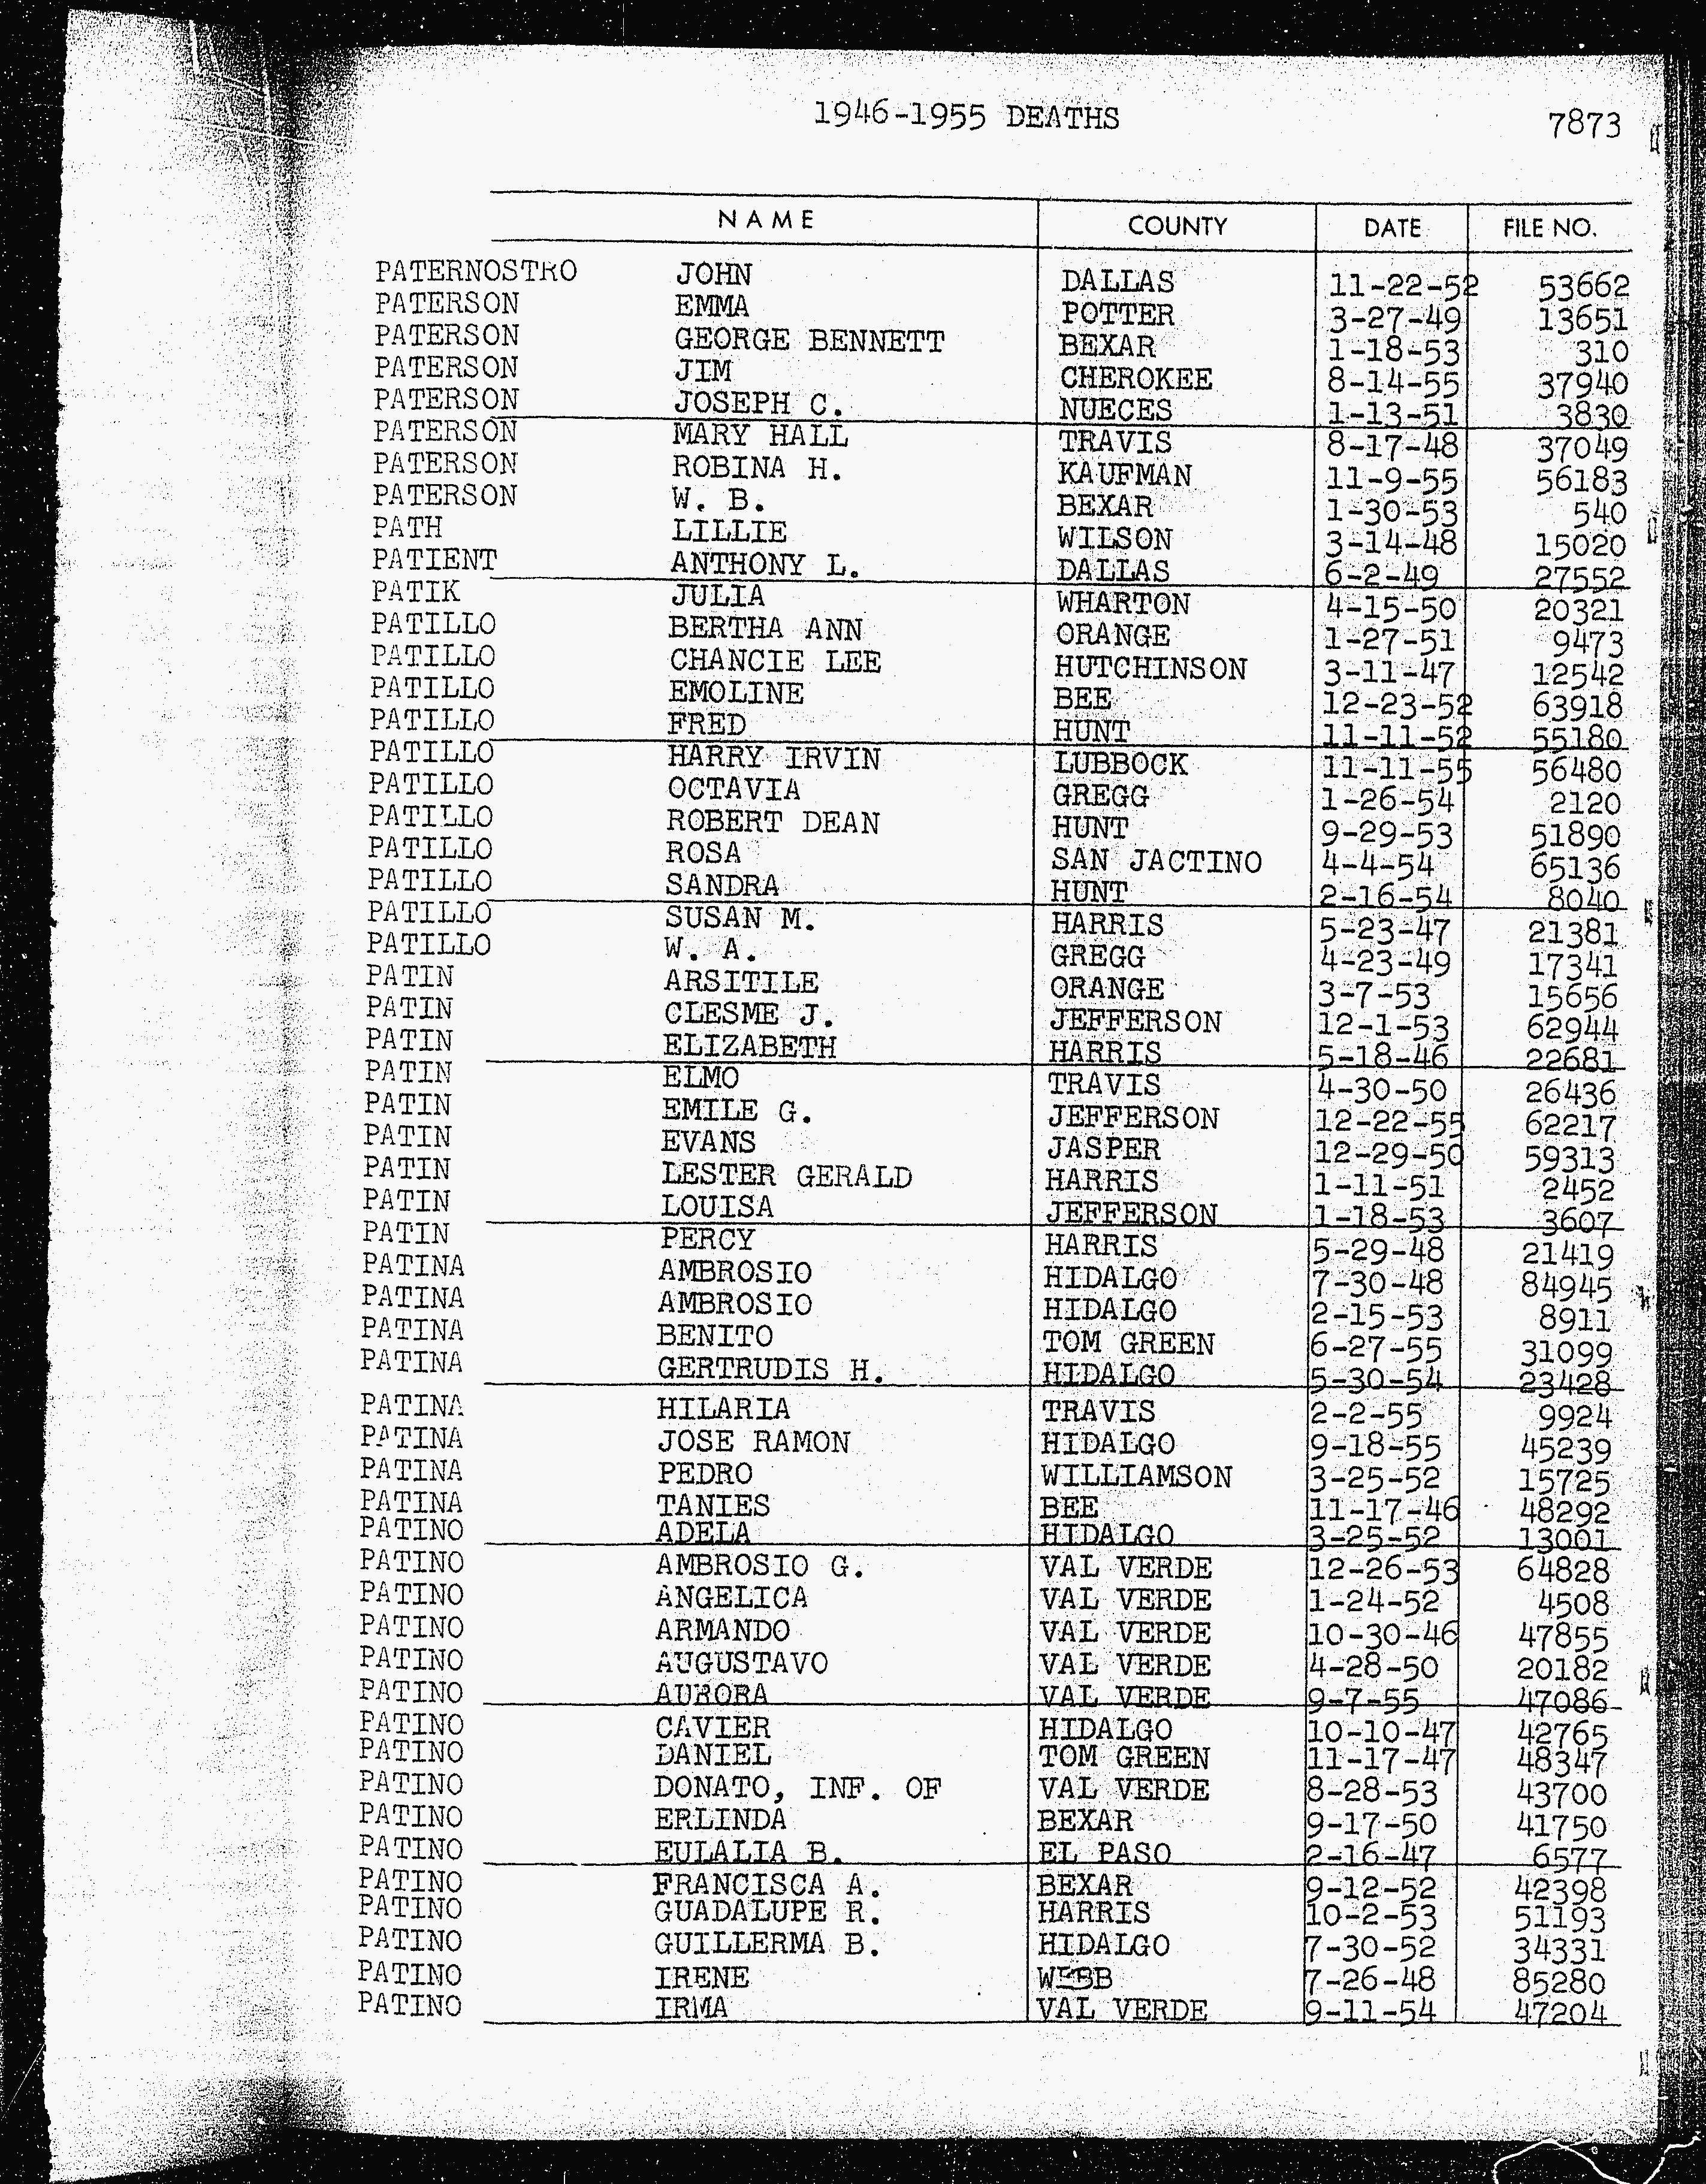 1946-1955 DEATHS 7873
NAME COUNTY DATE FILE NO.
PATERNOSTRO JOHN DALLAS 11-22-52 53662
PATERSON EMMA POTTER 3-27-49 13651
PATERSON GEORGE BENNETT BEXAR 1-18-53 310
PATERSON JIM CHEROKEE 8-14-55 37940
PATERSON JOSEPH C. NUECES 1-13-51 3830
PATERSON MARY HALL TRAVIS 8-17-48 37049
PATERSON ROBINA H. KAUFMAN 11-9-55 56183
PATERSON W. B. BEXAR 1-30-53 540
PATH LILLIE WILSON 3-14-48 15020
PATIENT ANTHONY L. DALLAS 6-2-49 27552
PATIK JULIA WHARTON 4-15-50 20321
PATILLO BERTHA ANN ORANGE 1-27-51 9473
PATILLO CHANCIE LEE HUTCHINSON 3-11-47 12542
PATILLO EMOLINE BEE 12-23-52 63918
PATILLO FRED HUNT 11-11-52 55180
PATILLO HARRY IRVIN LUBBOCK 11-11-55 56480
PATILLO OCTAVIA GREGG 1-26-54 2120
PATILLO ROBERT DEAN HUNT 9-29-53 51890
PATILLO ROSA SAN JACTINO 4-4-54 65136
PATILLO SANDRA HUNT 2-16-54 8040
PATILLO SUSAN M. HARRIS 5-23-47 21381
PATILLO W. A. GREGG 4-23-49 17341
PATIN ARSITILE ORANGE 3-7-53 15656
PATIN CLESME J. JEFFERSON 12-1-53 62944
PATIN ELIZABETH HARRIS 5-18-46 22681
PATIN ELMO TRAVIS 4-30-50 26436
PATIN EMILE G. JEFFERSON 12-22-55 62217
PATIN EVANS JASPER 12-29-50 59313
PATIN LESTER GERALD HARRIS 1-11-51 2452
PATIN LOUISA JEFFERSON 1-18-53 3607
PATIN PERCY HARRIS 5-29-48 21419
PATINA AMBROSIO HIDALGO 7-30-48 84945
PATINA AMBROSIO HIDALGO 2-15-53 8911
PATINA BENITO TOM GREEN 6-27-55 31099
PATINA GERTRUDIS H. HIDALGO 5-30-54 23428
PATINA HILARIA TRAVIS 2-2-55 9924
PATINA JOSE RAMON HIDALGO 9-18-55 45239
PATINA PEDRO WILLIAMSON 3-25-52 15725
PATINA TANIES BEE 11-17-46 48292
PATINO ADELA HIDALGO 3-25-52 13001
PATINO AMBROSIO G. VAL VERDE 12-26-53 64828
PATINO ANGELICA VAL VERDE 1-24-52 4508
PATINO ARMANDO VAL VERDE 10-30-46 47855
PATINO AUGUSTAVO VAL VERDE 4-28-50 20182
PATINO AURORA VAL VERDE 9-7-55 47086
PATINO CAVIER HIDALGO 10-10-47 42765
PATINO DANIEL TOM GREEN 11-17-47 48347
PATINO DONATO, INF. OF VAL VERDE 8-28-53 43700
PATINO ERLINDA BEXAR 9-17-50 41750
PATINO EULALIA B. EL PASO 2-16-47 6577
PATINO FRANCISCA A. BEXAR 9-12-52 42398
PATINO GUADALUPE R. HARRIS 10-2-53 51193
PATINO GUILLERMA B. HIDALGO 7-30-52 34331
PATINO IRENE WEBB 7-26-48 85280
PATINO IRMA VAL VERDE 9-11-54 47204